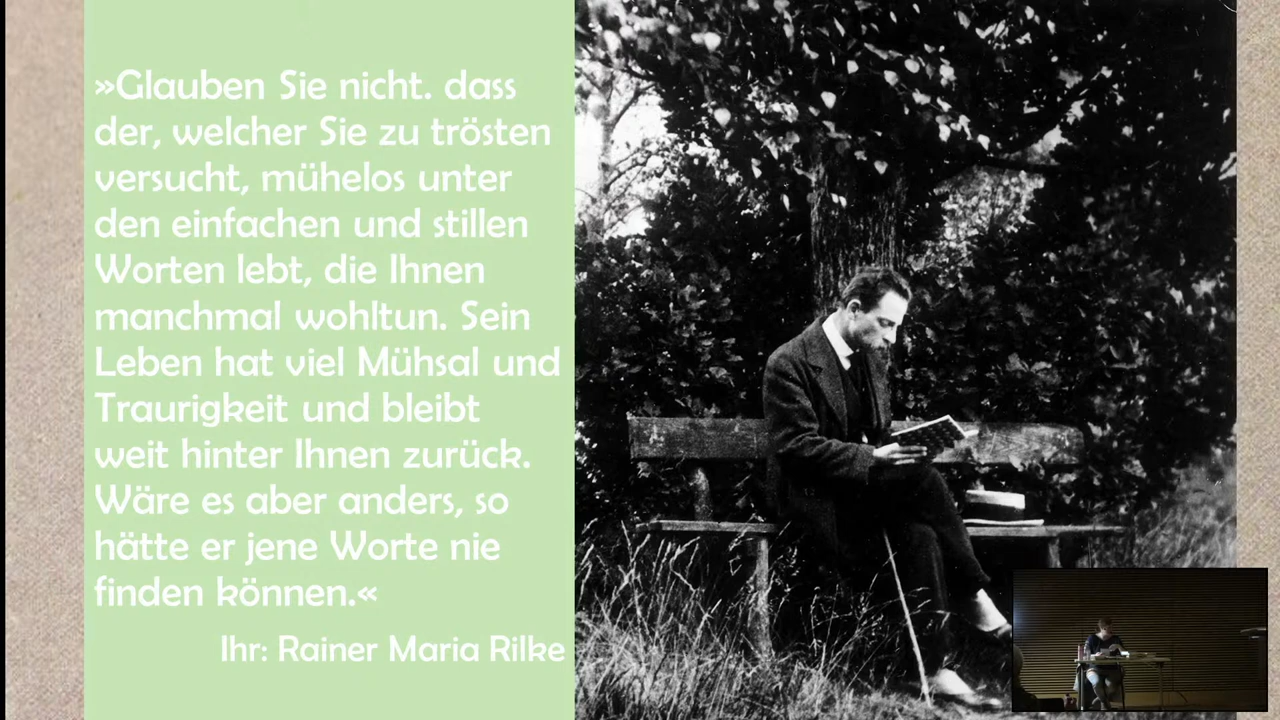 »Glauben Sie nicht. dass
der, welcher Sie zu trösten
versucht, mühelos unter
den einfachen und stillen
Worten lebt, die Ihnen
manchmal wohltun. Sein
Leben hat viel Mühsal und
Traurigkeit und bleibt
weit hinter Ihnen zurück.
Wäre es aber anders, so
hätte er jene Worte nie
finden können.«
Ihr: Rainer Maria Rilke